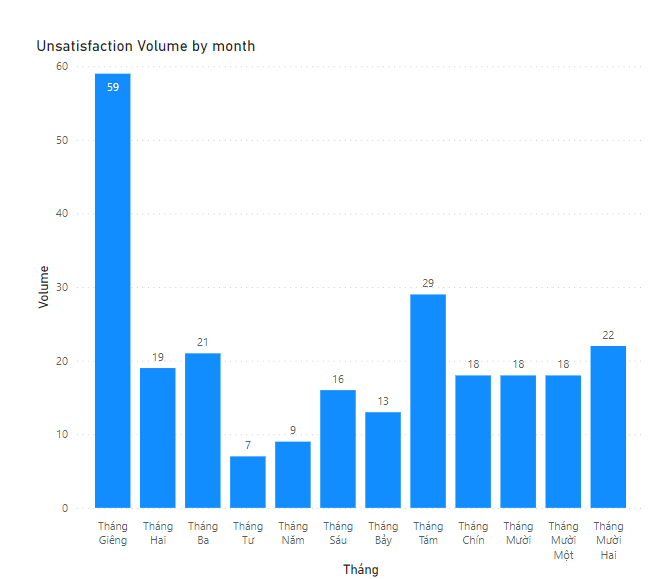 Unsatisfaction Volume by month
60
50
40
30
20
10
0
Volume
59
19
21
7
9
16
13
29
18
18
18
22
Tháng
Giêng
Tháng
Hai
Tháng
Ba
Tháng
Tư
Tháng
Năm
Tháng
Sáu
Tháng
Bảy
Tháng
Tám
Tháng
Chín
Tháng
Mười
Tháng
Mười
Một
Tháng
Mười
Hai
Tháng